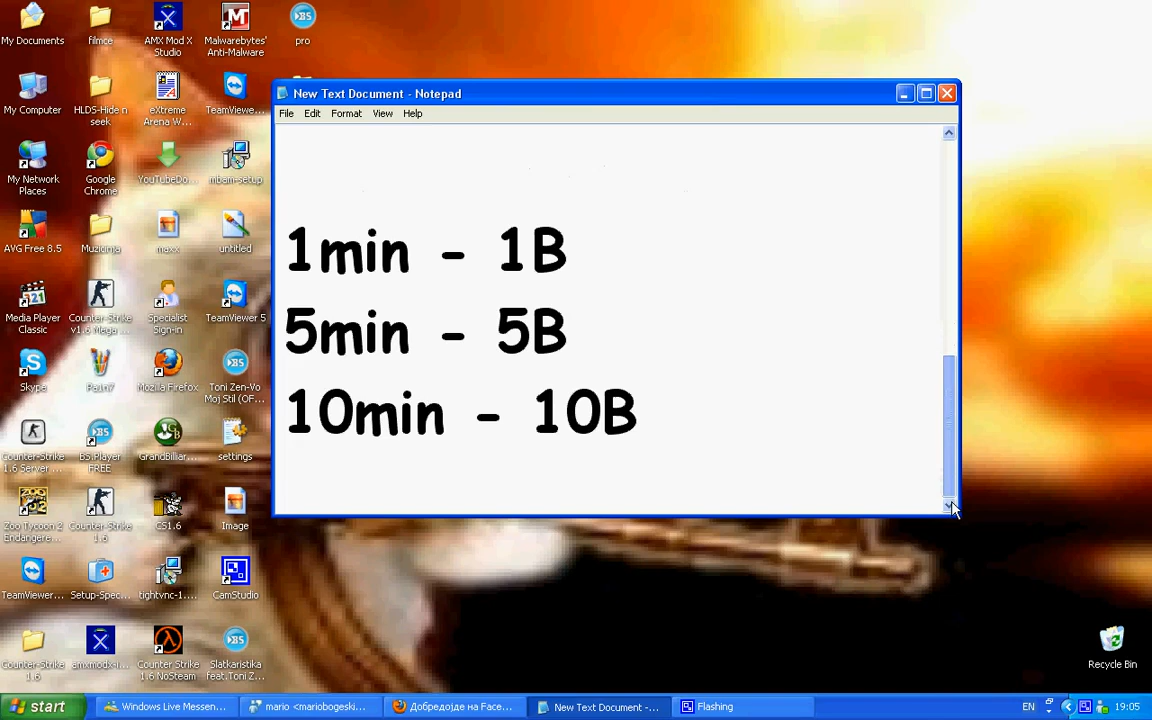 My Documents
filmce
AMX Mod X
Studio
Malwarebytes'
Anti-Malware
pro
My Computer
HLDS-Hide n
seek
eXtreme
Arena W...
TeamViewe...
My Network
Places
Google
Chrome
YouTubeDo...
mbam-setup
AVG Free 8.5
Muzicinja
maxx
untitled
Media Player
Classic
Counter-Strike
v1.6 Mega ...
Specialist
Sign-in
TeamViewer 5
Skype
Mozilla Firefox
Toni Zen-Vo
Moj Stil (OF...
Counter-Strike
1.6 Server ...
BS.Player
FREE
GrandBilliar...
settings
Zoo Tycoon 2
Endangere...
Counter-Strike
1.6
CS1.6
Image
TeamViewer...
Setup-Spec...
tightvnc-1....
CamStudio
Counter-Strike
1.6
amxmodx-i...
Counter Strike
1.6 NoSteam
Slatkaristika
feat.Toni Z...
New Text Document - Notepad
File Edit Format View Help
1min - 1B
5min - 5B
10min - 10B
Recycle Bin
start
Windows Live Messen...
mario <mariobogeski...
Добредојде на Face...
New Text Document -...
Flashing
EN
19:05